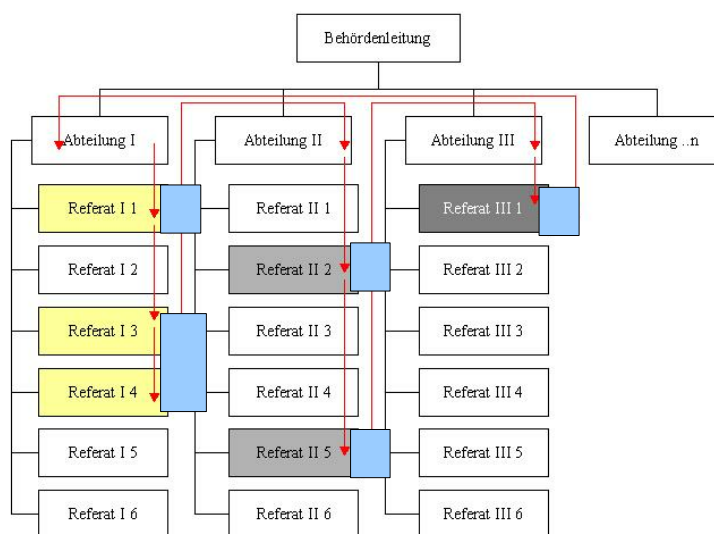 Behördenleitung
Abteilung I
Abteilung II
Abteilung III
Abteilung ..n
Referat I 1
Referat II 1
Referat III 1
Referat I 2
Referat II 2
Referat III 2
Referat I 3
Referat II 3
Referat III 3
Referat I 4
Referat II 4
Referat III 4
Referat I 5
Referat II 5
Referat III 5
Referat I 6
Referat II 6
Referat III 6